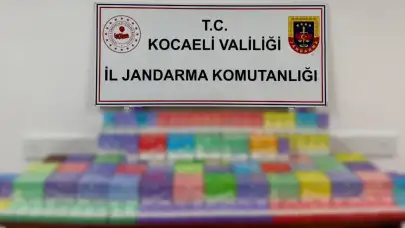 T.C.
KOCAELİ VALİLİĞİ
İL JANDARMA KOMUTANLIĞI